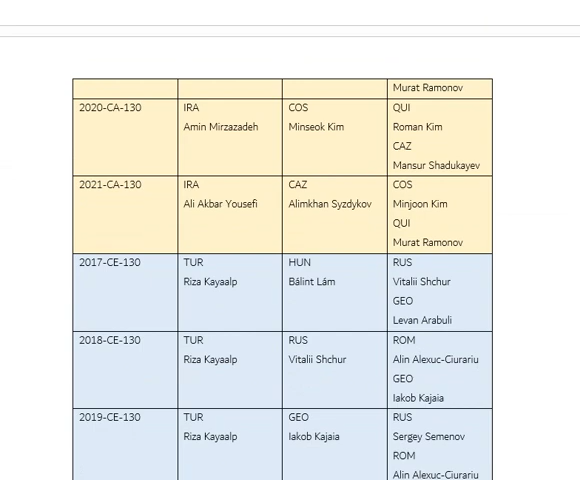 Murat Ramonov
2020-CA-130 IRA COS QUI
Amin Mirzazadeh Minseok Kim Roman Kim
CAZ
Mansur Shadukayev
2021-CA-130 IRA CAZ COS
Ali Akbar Yousefi Alimkhan Syzdykov Minjoon Kim
QUI
Murat Ramonov
2017-CE-130 TUR HUN RUS
Riza Kayaalp Bálint Lám Vitalii Shchur
GEO
Levan Arabuli
2018-CE-130 TUR RUS ROM
Riza Kayaalp Vitalii Shchur Alin Alexuc-Ciurariu
GEO
Iakob Kajaia
2019-CE-130 TUR GEO RUS
Riza Kayaalp Iakob Kajaia Sergey Semenov
ROM
Alin Alexuc-Ciurariu